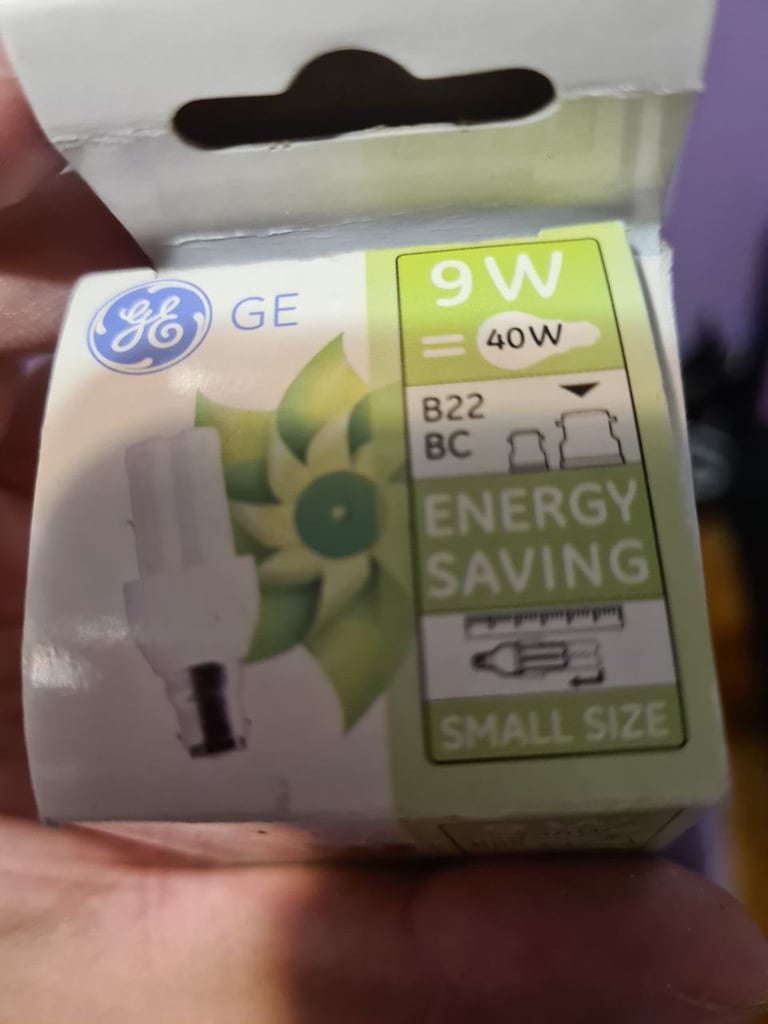 GE GE
9W
= 40W
B22
BC
ENERGY
SAVING
SMALL SIZE